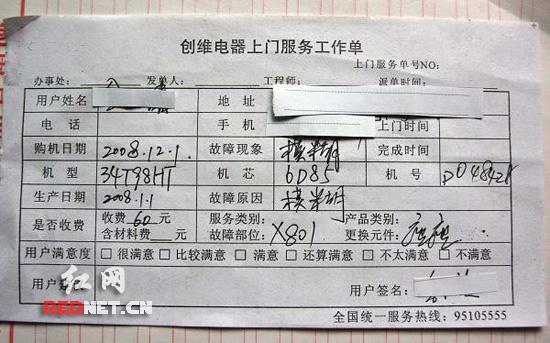 创维电器上门服务工作单
上门服务单号NO:
办事处: 发单人: 工程师: 派单时间:
用户姓名 地址
电话 手机 上门时间
购机日期 2008.12.1 故障现象 模糊 完成时间
机型 34T98HT 机芯 6D85 机号
生产日期 2008.1.1 故障原因 模糊
是否收费 收费 60 元 服务类别: 产品类别:
含材料费 元 故障部位: X801 更换元件:
用户满意度 □ 很满意 □ 比较满意 □ 满意 □ 还算满意 □ 不太满意 □ 不满意
用户 用户签名:
全国统一服务热线: 95105555
红网
REDNET.CN